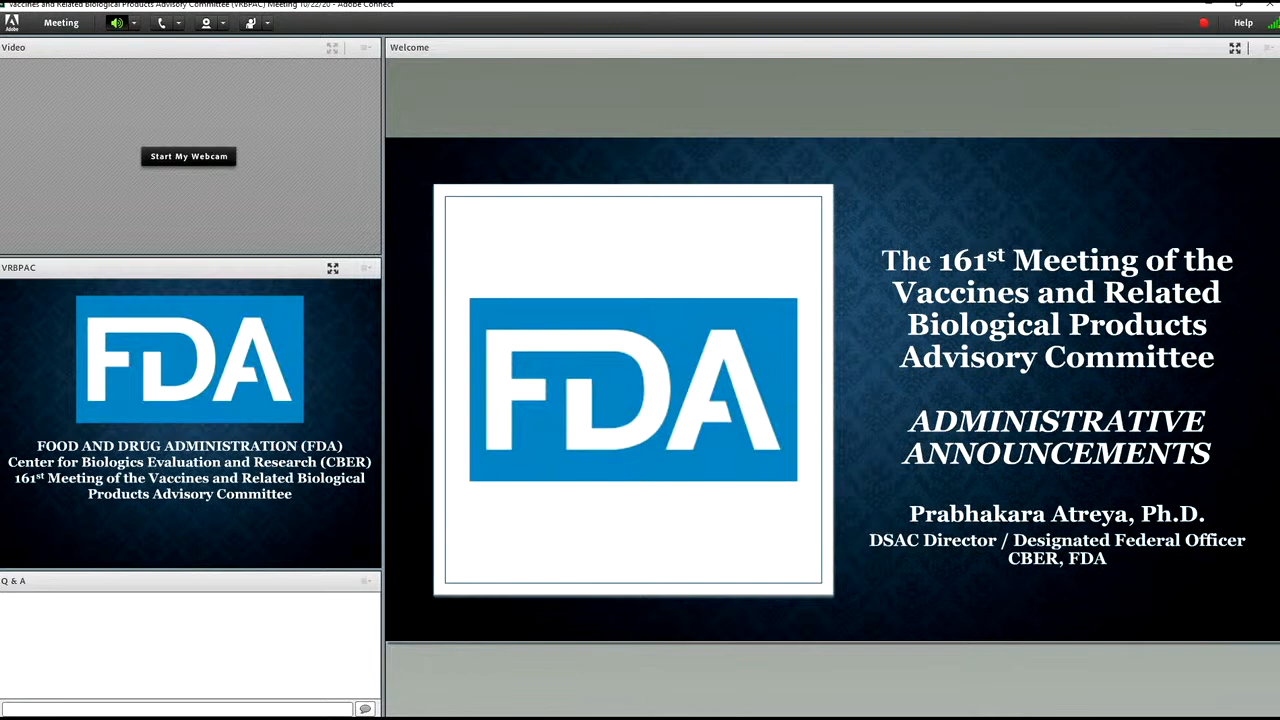 Vaccines and Related Biological Products Advisory Committee (VRBPAC) Meeting 10/22/20 - Adobe Connect
Adobe
Meeting
Help
Video
Start My Webcam
VRBPAC
FDA
FOOD AND DRUG ADMINISTRATION (FDA)
Center for Biologics Evaluation and Research (CBER)
161st Meeting of the Vaccines and Related Biological
Products Advisory Committee
Q & A
Welcome
FDA
The 161st Meeting of the
Vaccines and Related
Biological Products
Advisory Committee
ADMINISTRATIVE
ANNOUNCEMENTS
Prabhakara Atreya, Ph.D.
DSAC Director / Designated Federal Officer
CBER, FDA